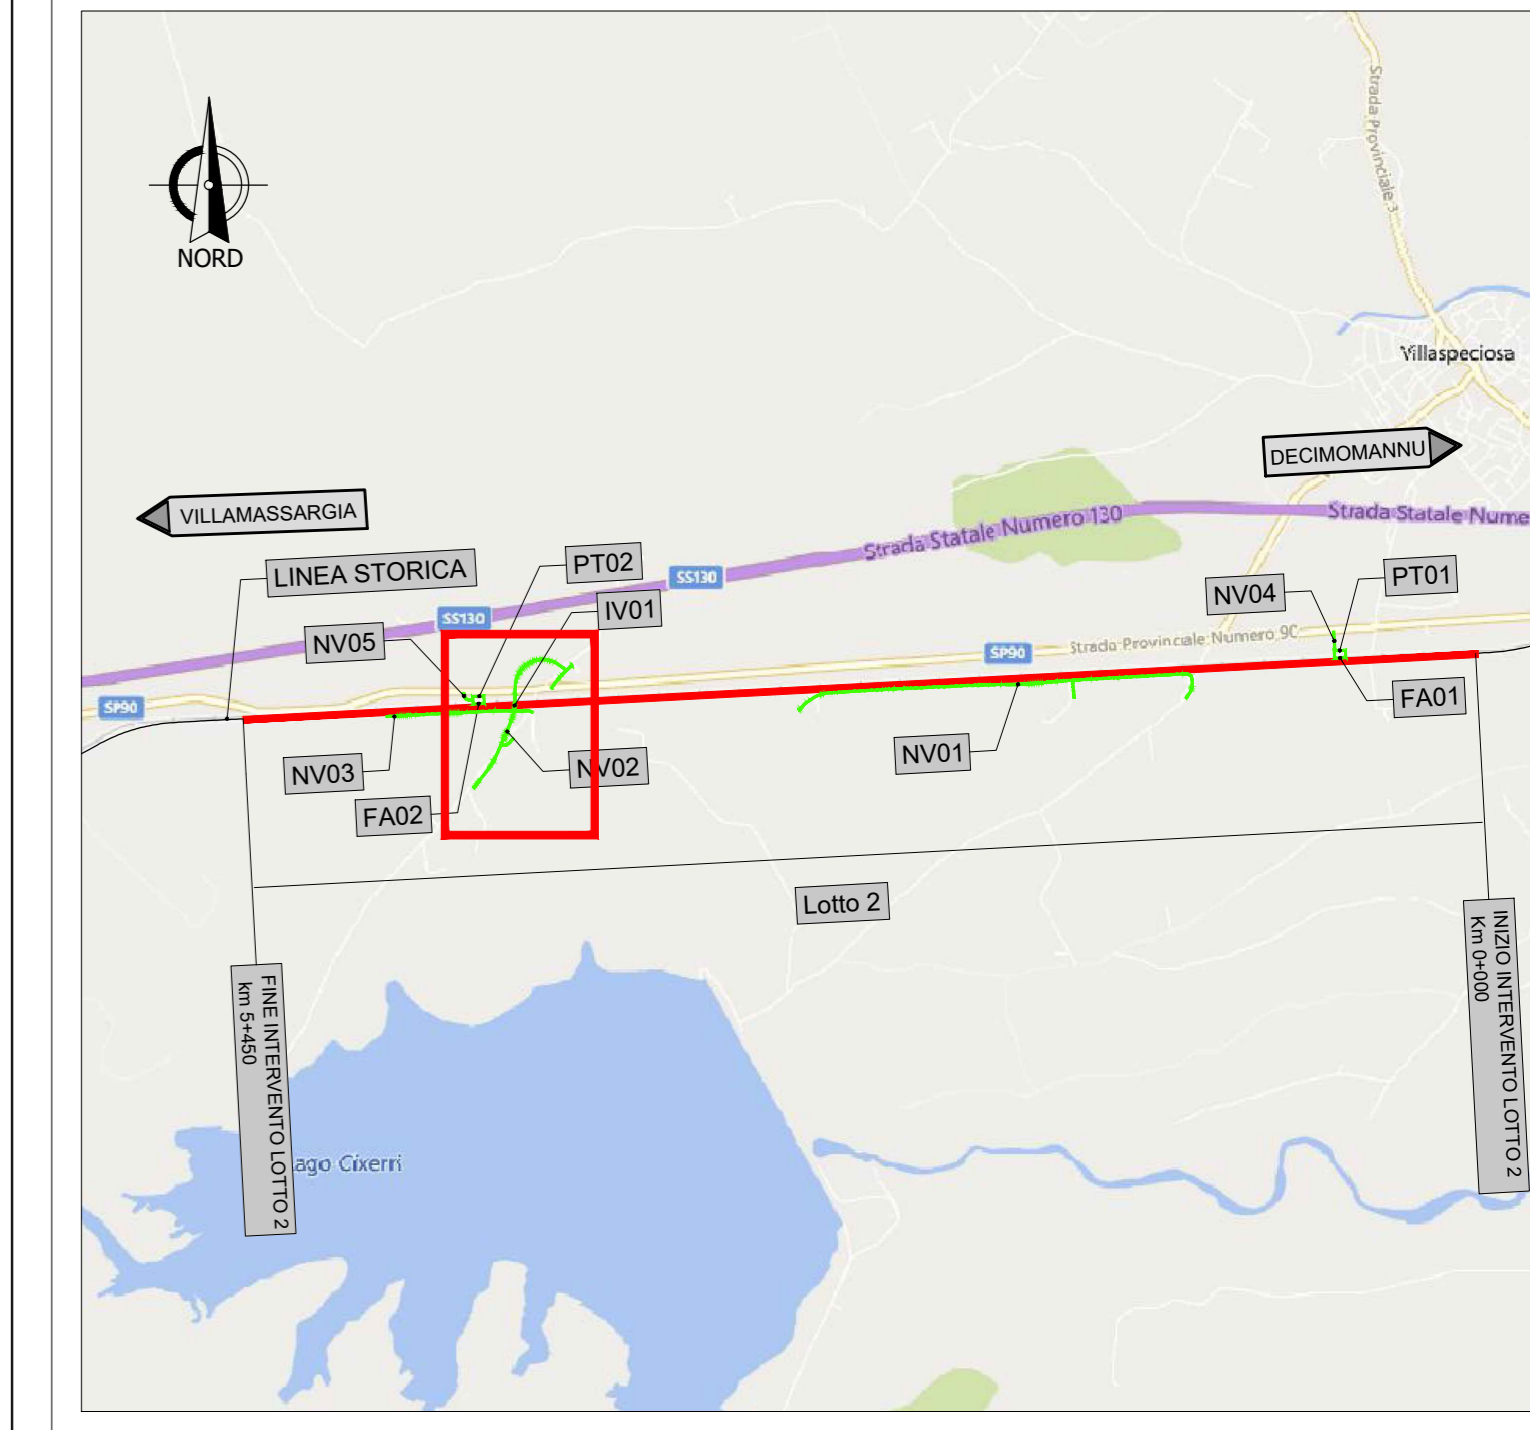 NORD
Strada Provinciale 3
Villaspeciosa
DECIMOMANNU
VILLAMASSARGIA
Strada Statale Numero 130
Strada Statale Nume
LINEA STORICA
PT02
SS130
IV01
SS130
NV05
NV04
PT01
Strada Provinciale Numero 90
SP90
SP90
FA01
NV03
NV02
NV01
FA02
Lotto 2
INIZIO INTERVENTO LOTTO 2
Km 0+000
FINE INTERVENTO LOTTO 2
km 5+450
ago Cixerri